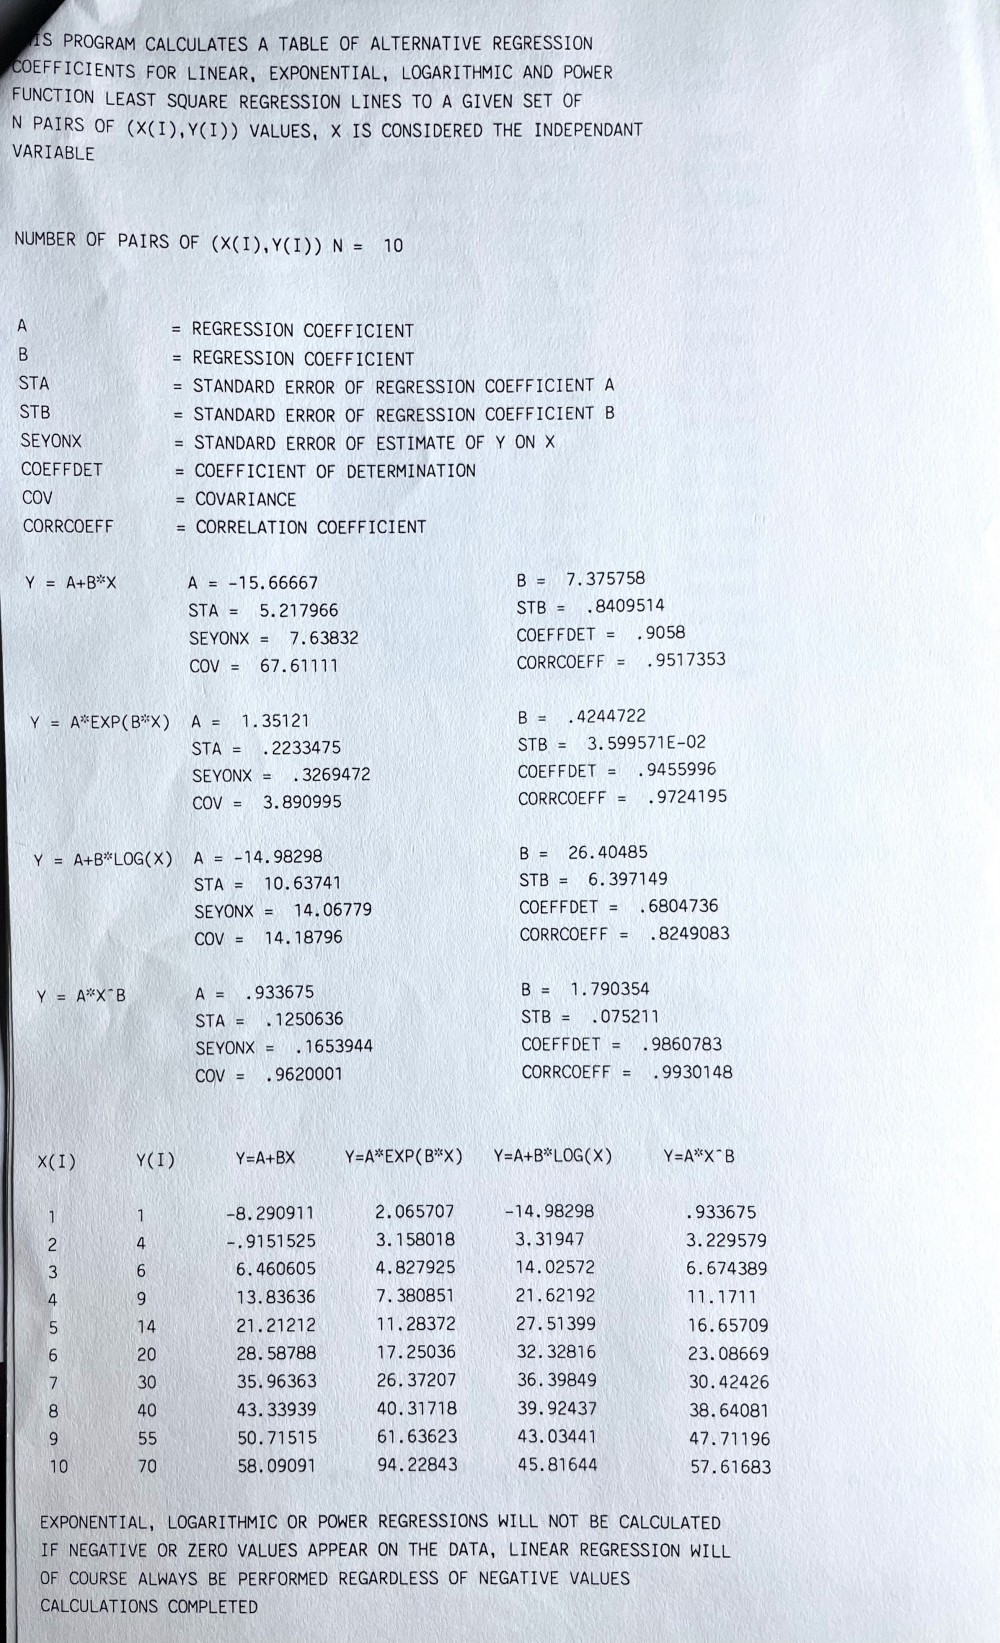 IS PROGRAM CALCULATES A TABLE OF ALTERNATIVE REGRESSION
COEFFICIENTS FOR LINEAR, EXPONENTIAL, LOGARITHMIC AND POWER
FUNCTION LEAST SQUARE REGRESSION LINES TO A GIVEN SET OF
N PAIRS OF (X(I),Y(I)) VALUES, X IS CONSIDERED THE INDEPENDANT
VARIABLE
NUMBER OF PAIRS OF (X(I),Y(I)) N = 10
A = REGRESSION COEFFICIENT
B = REGRESSION COEFFICIENT
STA = STANDARD ERROR OF REGRESSION COEFFICIENT A
STB = STANDARD ERROR OF REGRESSION COEFFICIENT B
SEYONX = STANDARD ERROR OF ESTIMATE OF Y ON X
COEFFDET = COEFFICIENT OF DETERMINATION
COV = COVARIANCE
CORRCOEFF = CORRELATION COEFFICIENT
Y = A+B*X A = -15.66667 B = 7.375758
STA = 5.217966 STB = .8409514
SEYONX = 7.63832 COEFFDET = .9058
COV = 67.61111 CORRCOEFF = .9517353
Y = A*EXP(B*X) A = 1.35121 B = .4244722
STA = .2233475 STB = 3.599571E-02
SEYONX = .3269472 COEFFDET = .9455996
COV = 3.890995 CORRCOEFF = .9724195
Y = A+B*LOG(X) A = -14.98298 B = 26.40485
STA = 10.63741 STB = 6.397149
SEYONX = 14.06779 COEFFDET = .6804736
COV = 14.18796 CORRCOEFF = .8249083
Y = A*X^B A = .933675 B = 1.790354
STA = .1250636 STB = .075211
SEYONX = .1653944 COEFFDET = .9860783
COV = .9620001 CORRCOEFF = .9930148
X(I) Y(I) Y=A+BX Y=A*EXP(B*X) Y=A+B*LOG(X) Y=A*X^B
1 1 -8.290911 2.065707 -14.98298 .933675
2 4 -.9151525 3.158018 3.31947 3.229579
3 6 6.460605 4.827925 14.02572 6.674389
4 9 13.83636 7.380851 21.62192 11.1711
5 14 21.21212 11.28372 27.51399 16.65709
6 20 28.58788 17.25036 32.32816 23.08669
7 30 35.96363 26.37207 36.39849 30.42426
8 40 43.33939 40.31718 39.92437 38.64081
9 55 50.71515 61.63623 43.03441 47.71196
10 70 58.09091 94.22843 45.81644 57.61683
EXPONENTIAL, LOGARITHMIC OR POWER REGRESSIONS WILL NOT BE CALCULATED
IF NEGATIVE OR ZERO VALUES APPEAR ON THE DATA, LINEAR REGRESSION WILL
OF COURSE ALWAYS BE PERFORMED REGARDLESS OF NEGATIVE VALUES
CALCULATIONS COMPLETED